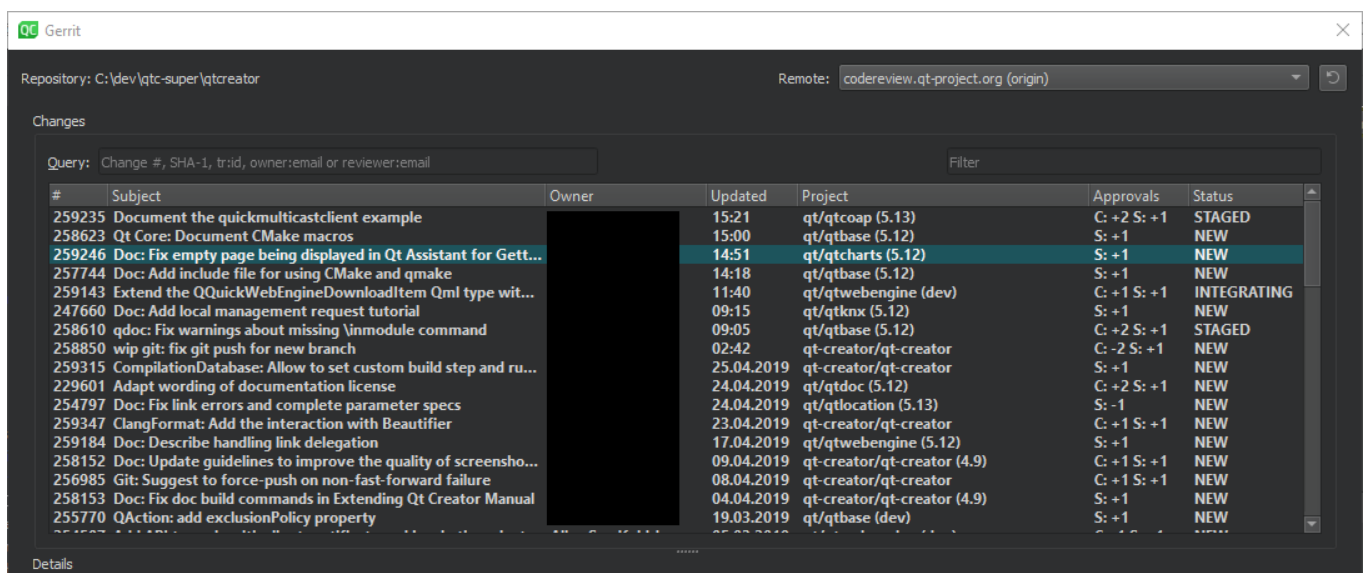 QC Gerrit
Repository: C:\dev\qtc-super\qtcreator Remote: codereview.qt-project.org (origin)
Changes
Query: Change #, SHA-1, tr:id, owner:email or reviewer:email Filter
# Subject Owner Updated Project Approvals Status
259235 Document the quickmulticastclient example 15:21 qt/qtcoap (5.13) C: +2 S: +1 STAGED
258623 Qt Core: Document CMake macros 15:00 qt/qtbase (5.12) S: +1 NEW
259246 Doc: Fix empty page being displayed in Qt Assistant for Gett... 14:51 qt/qtcharts (5.12) S: +1 NEW
257744 Doc: Add include file for using CMake and qmake 14:18 qt/qtbase (5.12) S: +1 NEW
259143 Extend the QQuickWebEngineDownloadItem Qml type wit... 11:40 qt/qtwebengine (dev) C: +1 S: +1 INTEGRATING
247660 Doc: Add local management request tutorial 09:15 qt/qtknx (5.12) S: +1 NEW
258610 qdoc: Fix warnings about missing \inmodule command 09:05 qt/qtbase (5.12) C: +2 S: +1 STAGED
258850 wip git: fix git push for new branch 02:42 qt-creator/qt-creator C: -2 S: +1 NEW
259315 CompilationDatabase: Allow to set custom build step and ru... 25.04.2019 qt-creator/qt-creator S: +1 NEW
229601 Adapt wording of documentation license 24.04.2019 qt/qtdoc (5.12) C: +2 S: +1 NEW
254797 Doc: Fix link errors and complete parameter specs 24.04.2019 qt/qtlocation (5.13) S: -1 NEW
259347 ClangFormat: Add the interaction with Beautifier 23.04.2019 qt-creator/qt-creator C: +1 S: +1 NEW
259184 Doc: Describe handling link delegation 17.04.2019 qt/qtwebengine (5.12) S: +1 NEW
258152 Doc: Update guidelines to improve the quality of screensho... 09.04.2019 qt-creator/qt-creator (4.9) C: +1 S: +1 NEW
256985 Git: Suggest to force-push on non-fast-forward failure 08.04.2019 qt-creator/qt-creator C: +1 S: +1 NEW
258153 Doc: Fix doc build commands in Extending Qt Creator Manual 04.04.2019 qt-creator/qt-creator (4.9) S: +1 NEW
255770 QAction: add exclusionPolicy property 19.03.2019 qt/qtbase (dev) S: +1 NEW
Details